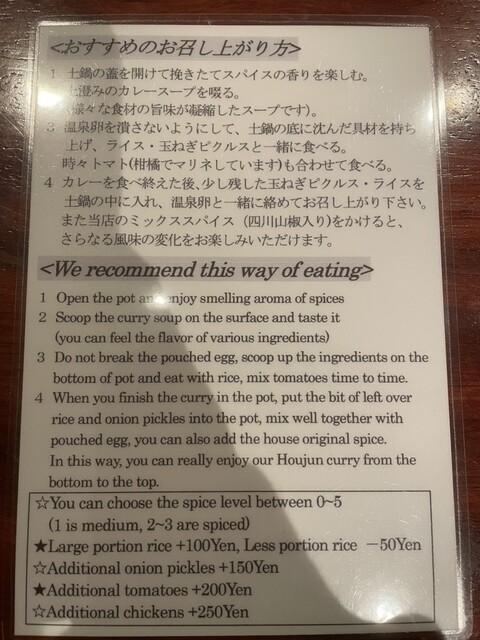 <おすすめのお召し上がり方>
1 土鍋の蓋を開けて挽きたてスパイスの香りを楽しむ。
上澄みのカレースープを啜る。
様々な食材の旨味が凝縮したスープです)。
3 温泉卵を潰さないようにして、土鍋の底に沈んだ具材を持ち
上げ、ライス・玉ねぎピクルスと一緒に食べる。
時々トマト(柑橘でマリネしています)も合わせて食べる。
4 カレーを食べ終えた後、少し残した玉ねぎピクルス・ライスを
土鍋の中に入れ、温泉卵と一緒に絡めてお召し上がり下さい。
また当店のミックススパイス（四川山椒入り)をかけると、
さらなる風味の変化をお楽しみいただけます。
<We recommend this way of eating>
1 Open the pot and enjoy smelling aroma of spices
2 Scoop the curry soup on the surface and taste it
(you can feel the flavor of various ingredients)
3 Do not break the pouched egg, scoop up the ingredients on the
bottom of pot and eat with rice, mix tomatoes time to time.
4 When you finish the curry in the pot, put the bit of left over
rice and onion pickles into the pot, mix well together with
pouched egg, you can also add the house original spice.
In this way, you can really enjoy our Houjun curry from the
bottom to the top.
☆You can choose the spice level between 0~5
(1 is medium, 2~3 are spiced)
★Large portion rice +100Yen, Less portion rice －50Yen
☆Additional onion pickles +150Yen
★Additional tomatoes +200Yen
☆Additional chickens +250Yen